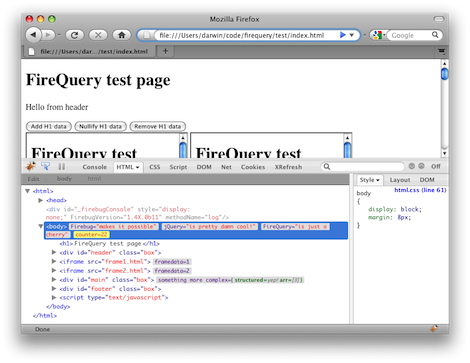 Mozilla Firefox
file:///Users/darwin/code/firequery/test/index.html
Google
file:///Users/dar...n/test/index.html
FireQuery test page
Hello from header
Add H1 data Nullify H1 data Remove H1 data
FireQuery test FireQuery test
Console HTML CSS Script DOM Net Cookies XRefresh Off
Edit body html Style Layout DOM
<html>
<head>
<div id="_firebugConsole" style="display:
none;" FirebugVersion="1.4X.0b11" methodName="log"/>
<body> Firebug="makes it possible" jQuery="is pretty damn cool!" FireQuery="is just a
cherry" counter=22
<h1>FireQuery test page</h1>
<div id="header" class="box">
<iframe src="frame1.html"> framedata=1
<iframe src="frame2.html"> framedata=2
<div id="main" class="box"> something more complex={structured=yep arr=[3]}
<div id="footer" class="box">
<script type="text/javascript">
</body>
</html>
body html.css (line 61)
{
display: block;
margin: 8px;
}
Done